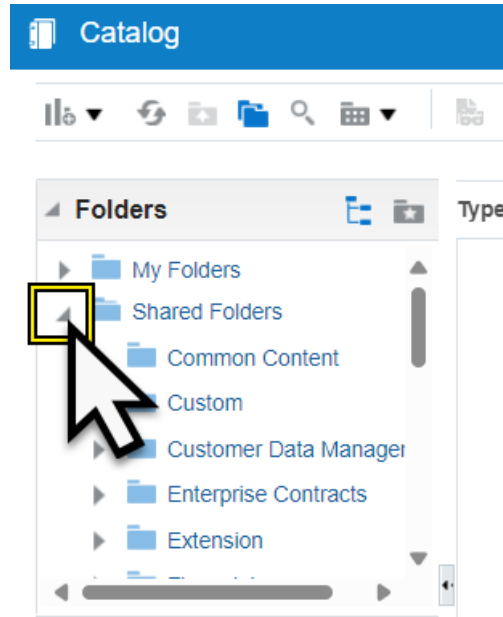 Catalog
Folders
Type
My Folders
Shared Folders
Common Content
Custom
Customer Data Manager
Enterprise Contracts
Extension